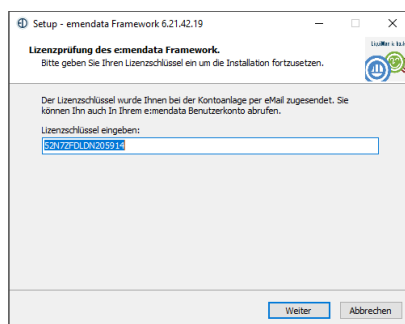 Setup - emendata Framework 6.21.42.19
Lizenzprüfung des e:mendata Framework.
Bitte geben Sie Ihren Lizenzschlüssel ein um die Installation fortzusetzen.
Der Lizenzschlüssel wurde Ihnen bei der Kontoanlage per eMail zugesendet. Sie
können Ihn auch In Ihrem e:mendata Benutzerkonto abrufen.
Lizenzschlüssel eingeben:
S2N7ZFDLDN205914
Weiter
Abbrechen